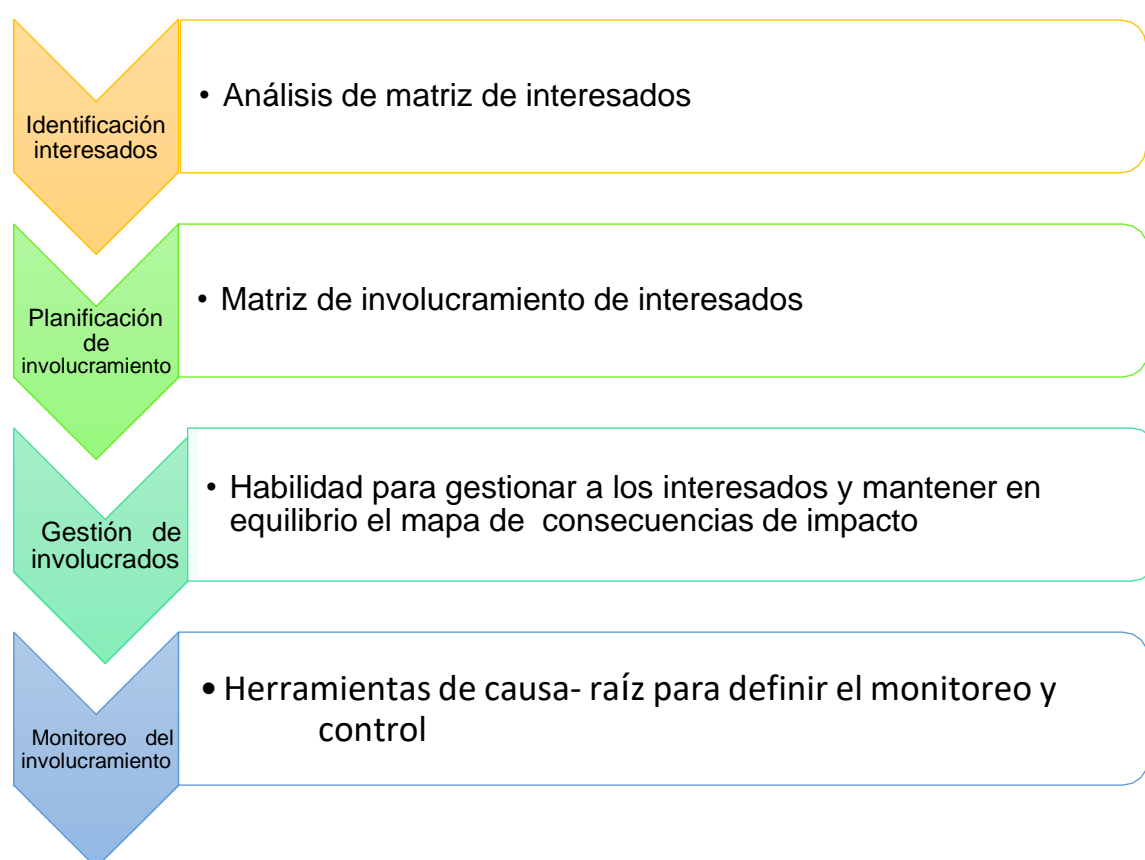 Identificación
interesados
• Análisis de matriz de interesados
Planificación
de
involucramiento
• Matriz de involucramiento de interesados
Gestión de
involucrados
• Habilidad para gestionar a los interesados y mantener en
equilibrio el mapa de consecuencias de impacto
Monitoreo del
involucramiento
• Herramientas de causa- raíz para definir el monitoreo y
control